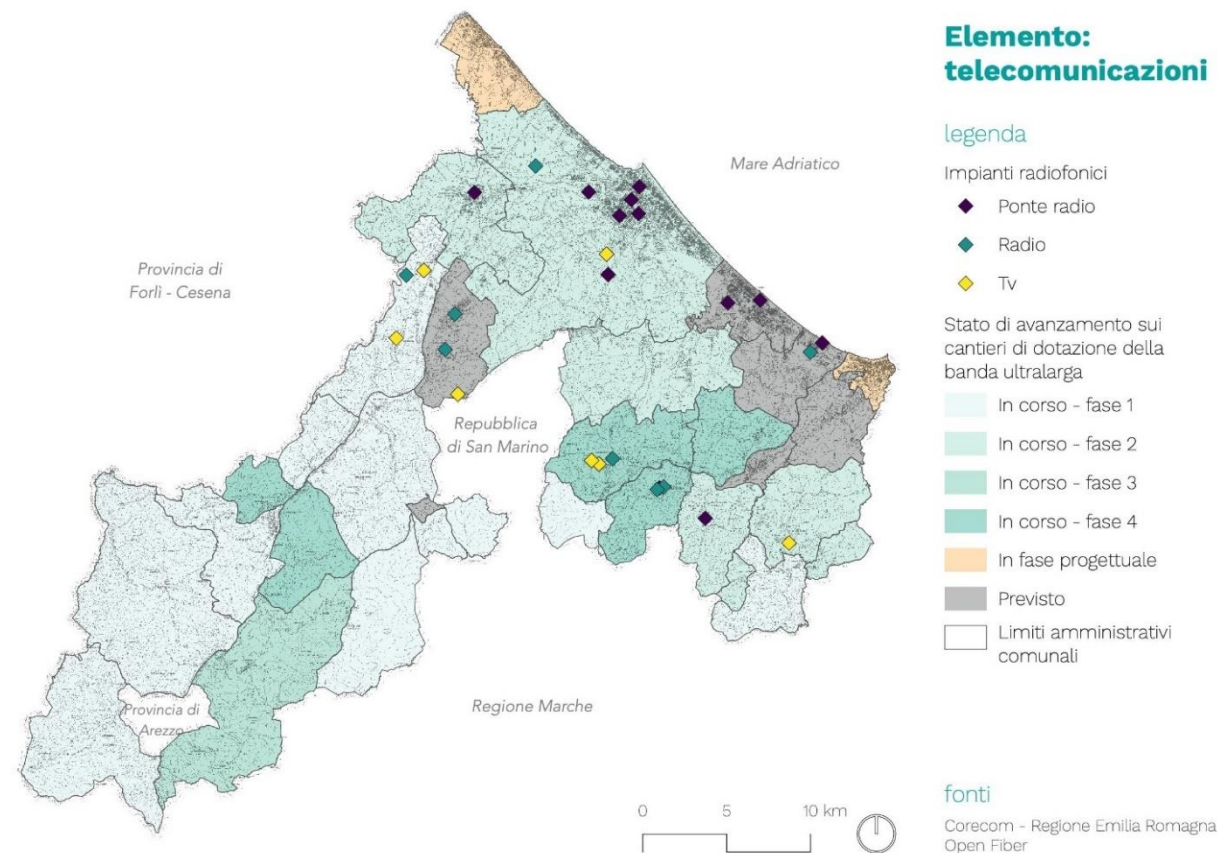 Elemento:
telecomunicazioni
legenda
Impianti radiofonici
Ponte radio
Radio
Tv
Stato di avanzamento sui
cantieri di dotazione della
banda ultralarga
In corso - fase 1
In corso - fase 2
In corso - fase 3
In corso - fase 4
In fase progettuale
Previsto
Limiti amministrativi
comunali
fonti
Corecom - Regione Emilia Romagna
Open Fiber
Mare Adriatico
Provincia di
Forlì - Cesena
Repubblica
di San Marino
Provincia di
Arezzo
Regione Marche
0 5 10 km